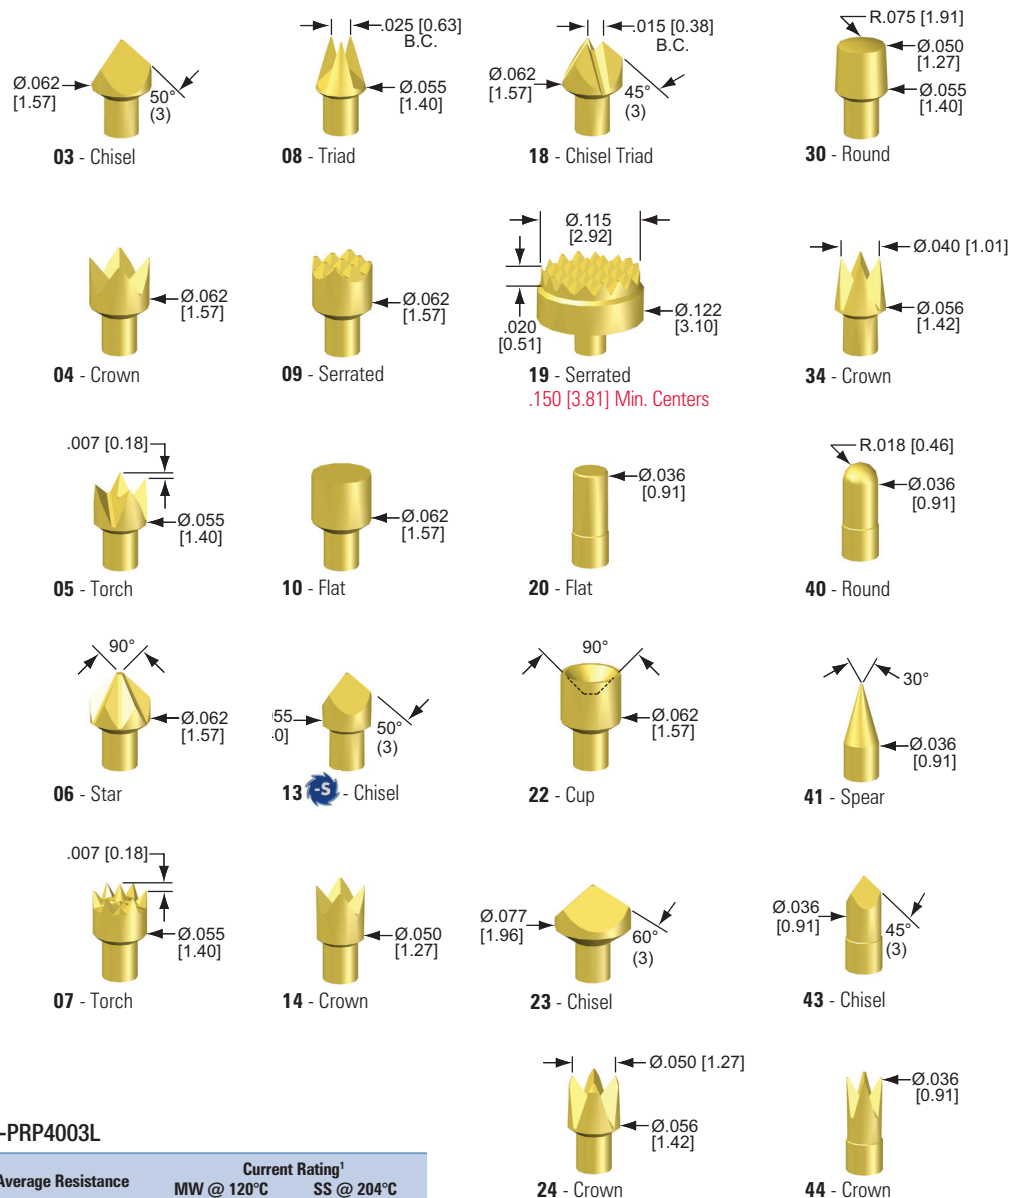 .025 [0.63]
B.C.
Ø.062
[1.57]
50°
(3)
03 - Chisel
Ø.055
[1.40]
08 - Triad
.015 [0.38]
B.C.
Ø.062
[1.57]
45°
(3)
18 - Chisel Triad
R.075 [1.91]
Ø.050
[1.27]
Ø.055
[1.40]
30 - Round
Ø.062
[1.57]
04 - Crown
Ø.062
[1.57]
09 - Serrated
Ø.115
[2.92]
.020
[0.51]
Ø.122
[3.10]
19 - Serrated
.150 [3.81] Min. Centers
Ø.040 [1.01]
Ø.056
[1.42]
34 - Crown
.007 [0.18]
Ø.055
[1.40]
05 - Torch
Ø.062
[1.57]
10 - Flat
Ø.036
[0.91]
20 - Flat
R.018 [0.46]
Ø.036
[0.91]
40 - Round
90°
Ø.062
[1.57]
06 - Star
50°
(3)
13 -S - Chisel
90°
Ø.062
[1.57]
22 - Cup
30°
Ø.036
[0.91]
41 - Spear
.007 [0.18]
Ø.055
[1.40]
07 - Torch
Ø.050
[1.27]
14 - Crown
Ø.077
[1.96]
60°
(3)
23 - Chisel
Ø.036
[0.91]
45°
(3)
43 - Chisel
Ø.050 [1.27]
Ø.056
[1.42]
24 - Crown
Ø.036
[0.91]
44 - Crown
-PRP4003L
Average Resistance
Current Rating¹
MW @ 120°C SS @ 204°C